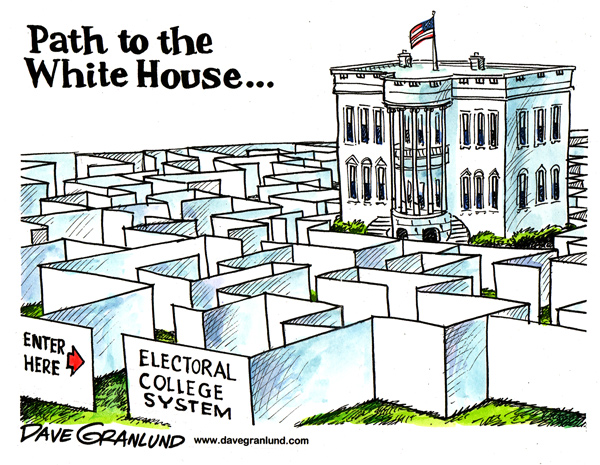 Path to the
White House...
ENTER
HERE
ELECTORAL
COLLEGE
SYSTEM
DAVE GRANLUND
www.davegranlund.com